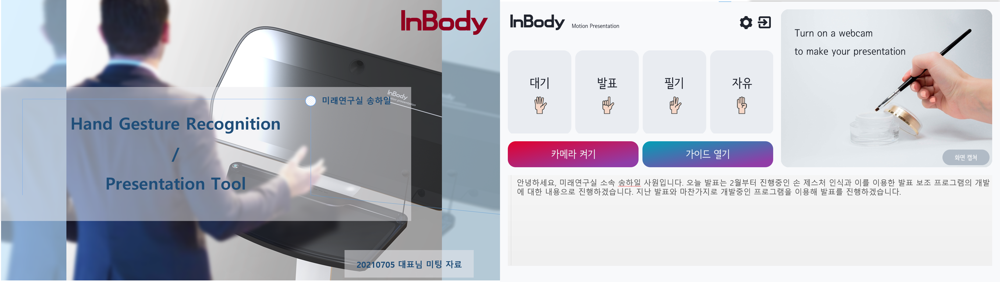 InBody
InBody
motion presentation
미래연구실 송하일
Hand Gesture Recognition
/
Presentation Tool
20210705 대표님 미팅 자료
InBody Motion Presentation
대기
발표
필기
자유
카메라 켜기
가이드 열기
Turn on a webcam
to make your presentation
화면 캡쳐
안녕하세요, 미래연구실 소속 송하일 사원입니다. 오늘 발표는 2월부터 진행중인 손 제스처 인식과 이를 이용한 발표 보조 프로그램의 개발
에 대한 내용으로 진행하겠습니다. 지난 발표와 마찬가지로 개발중인 프로그램을 이용해 발표를 진행하겠습니다.